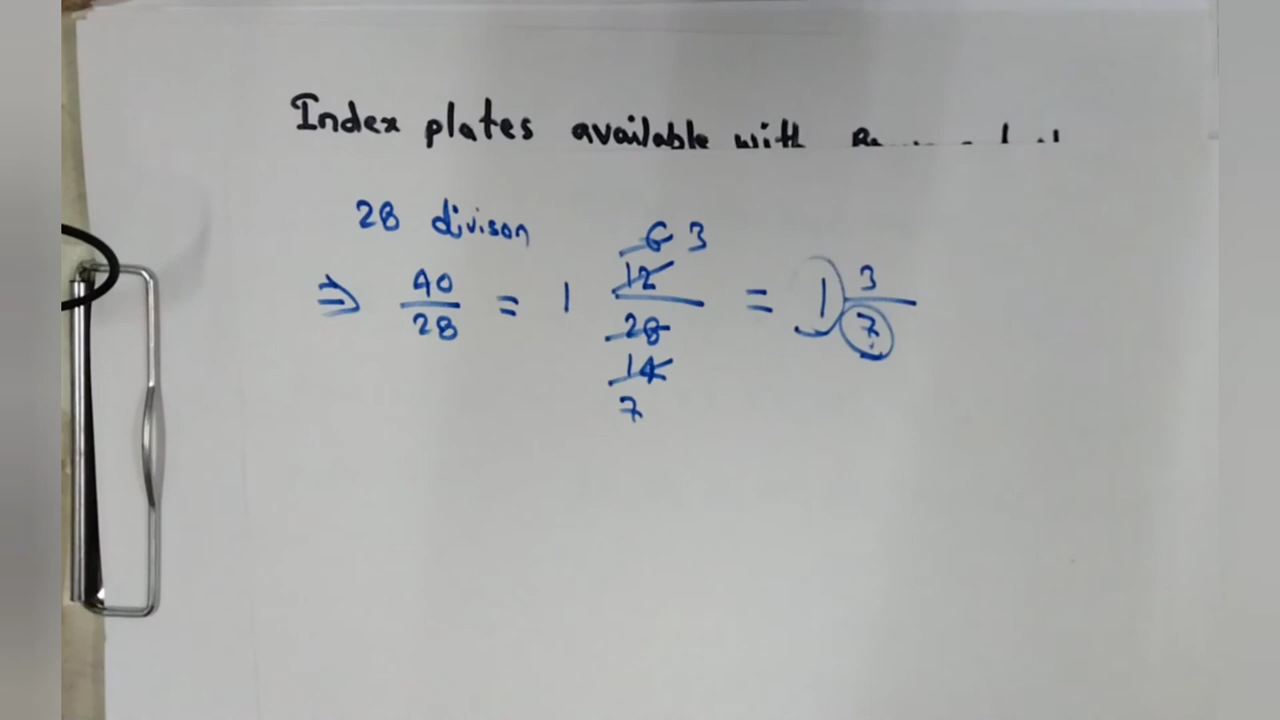 Index plates available with
28 divison
⇒ 40/28 = 1 12/28 6 3 14 7 = 1 3/7